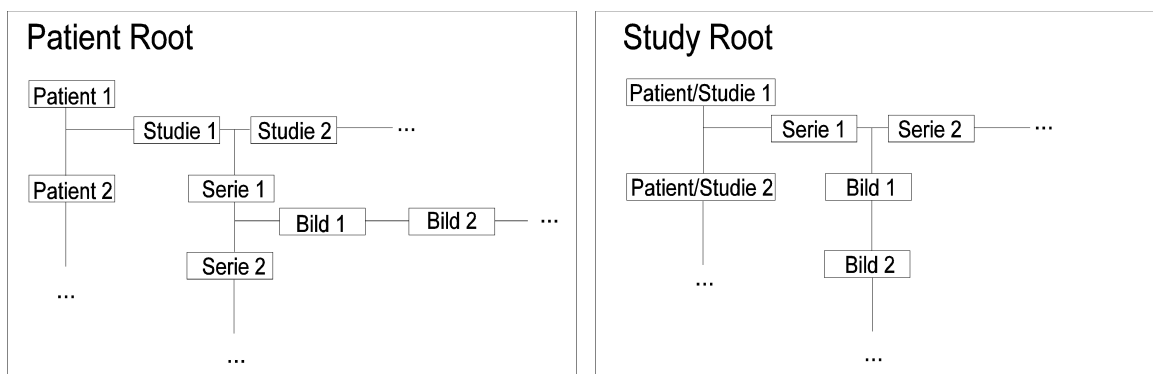 Patient Root
Patient 1
Studie 1
Studie 2
...
Patient 2
Serie 1
Bild 1
Bild 2
...
Serie 2
...
...
Study Root
Patient/Studie 1
Serie 1
Serie 2
...
Patient/Studie 2
Bild 1
Bild 2
...
...